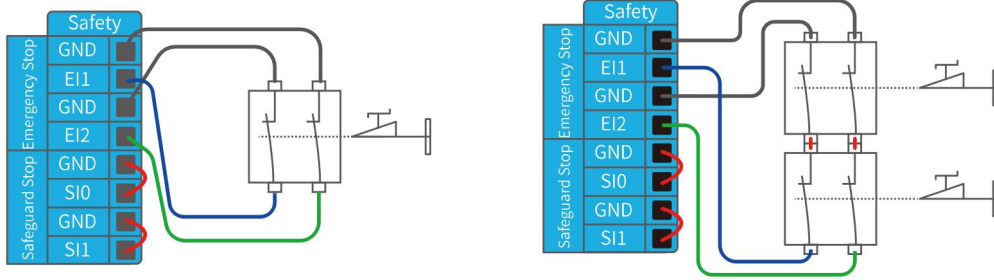 Safety
Emergency Stop
GND
EI1
GND
EI2
Safeguard Stop
GND
SI0
GND
SI1
Safety
Emergency Stop
GND
EI1
GND
EI2
Safeguard Stop
GND
SI0
GND
SI1